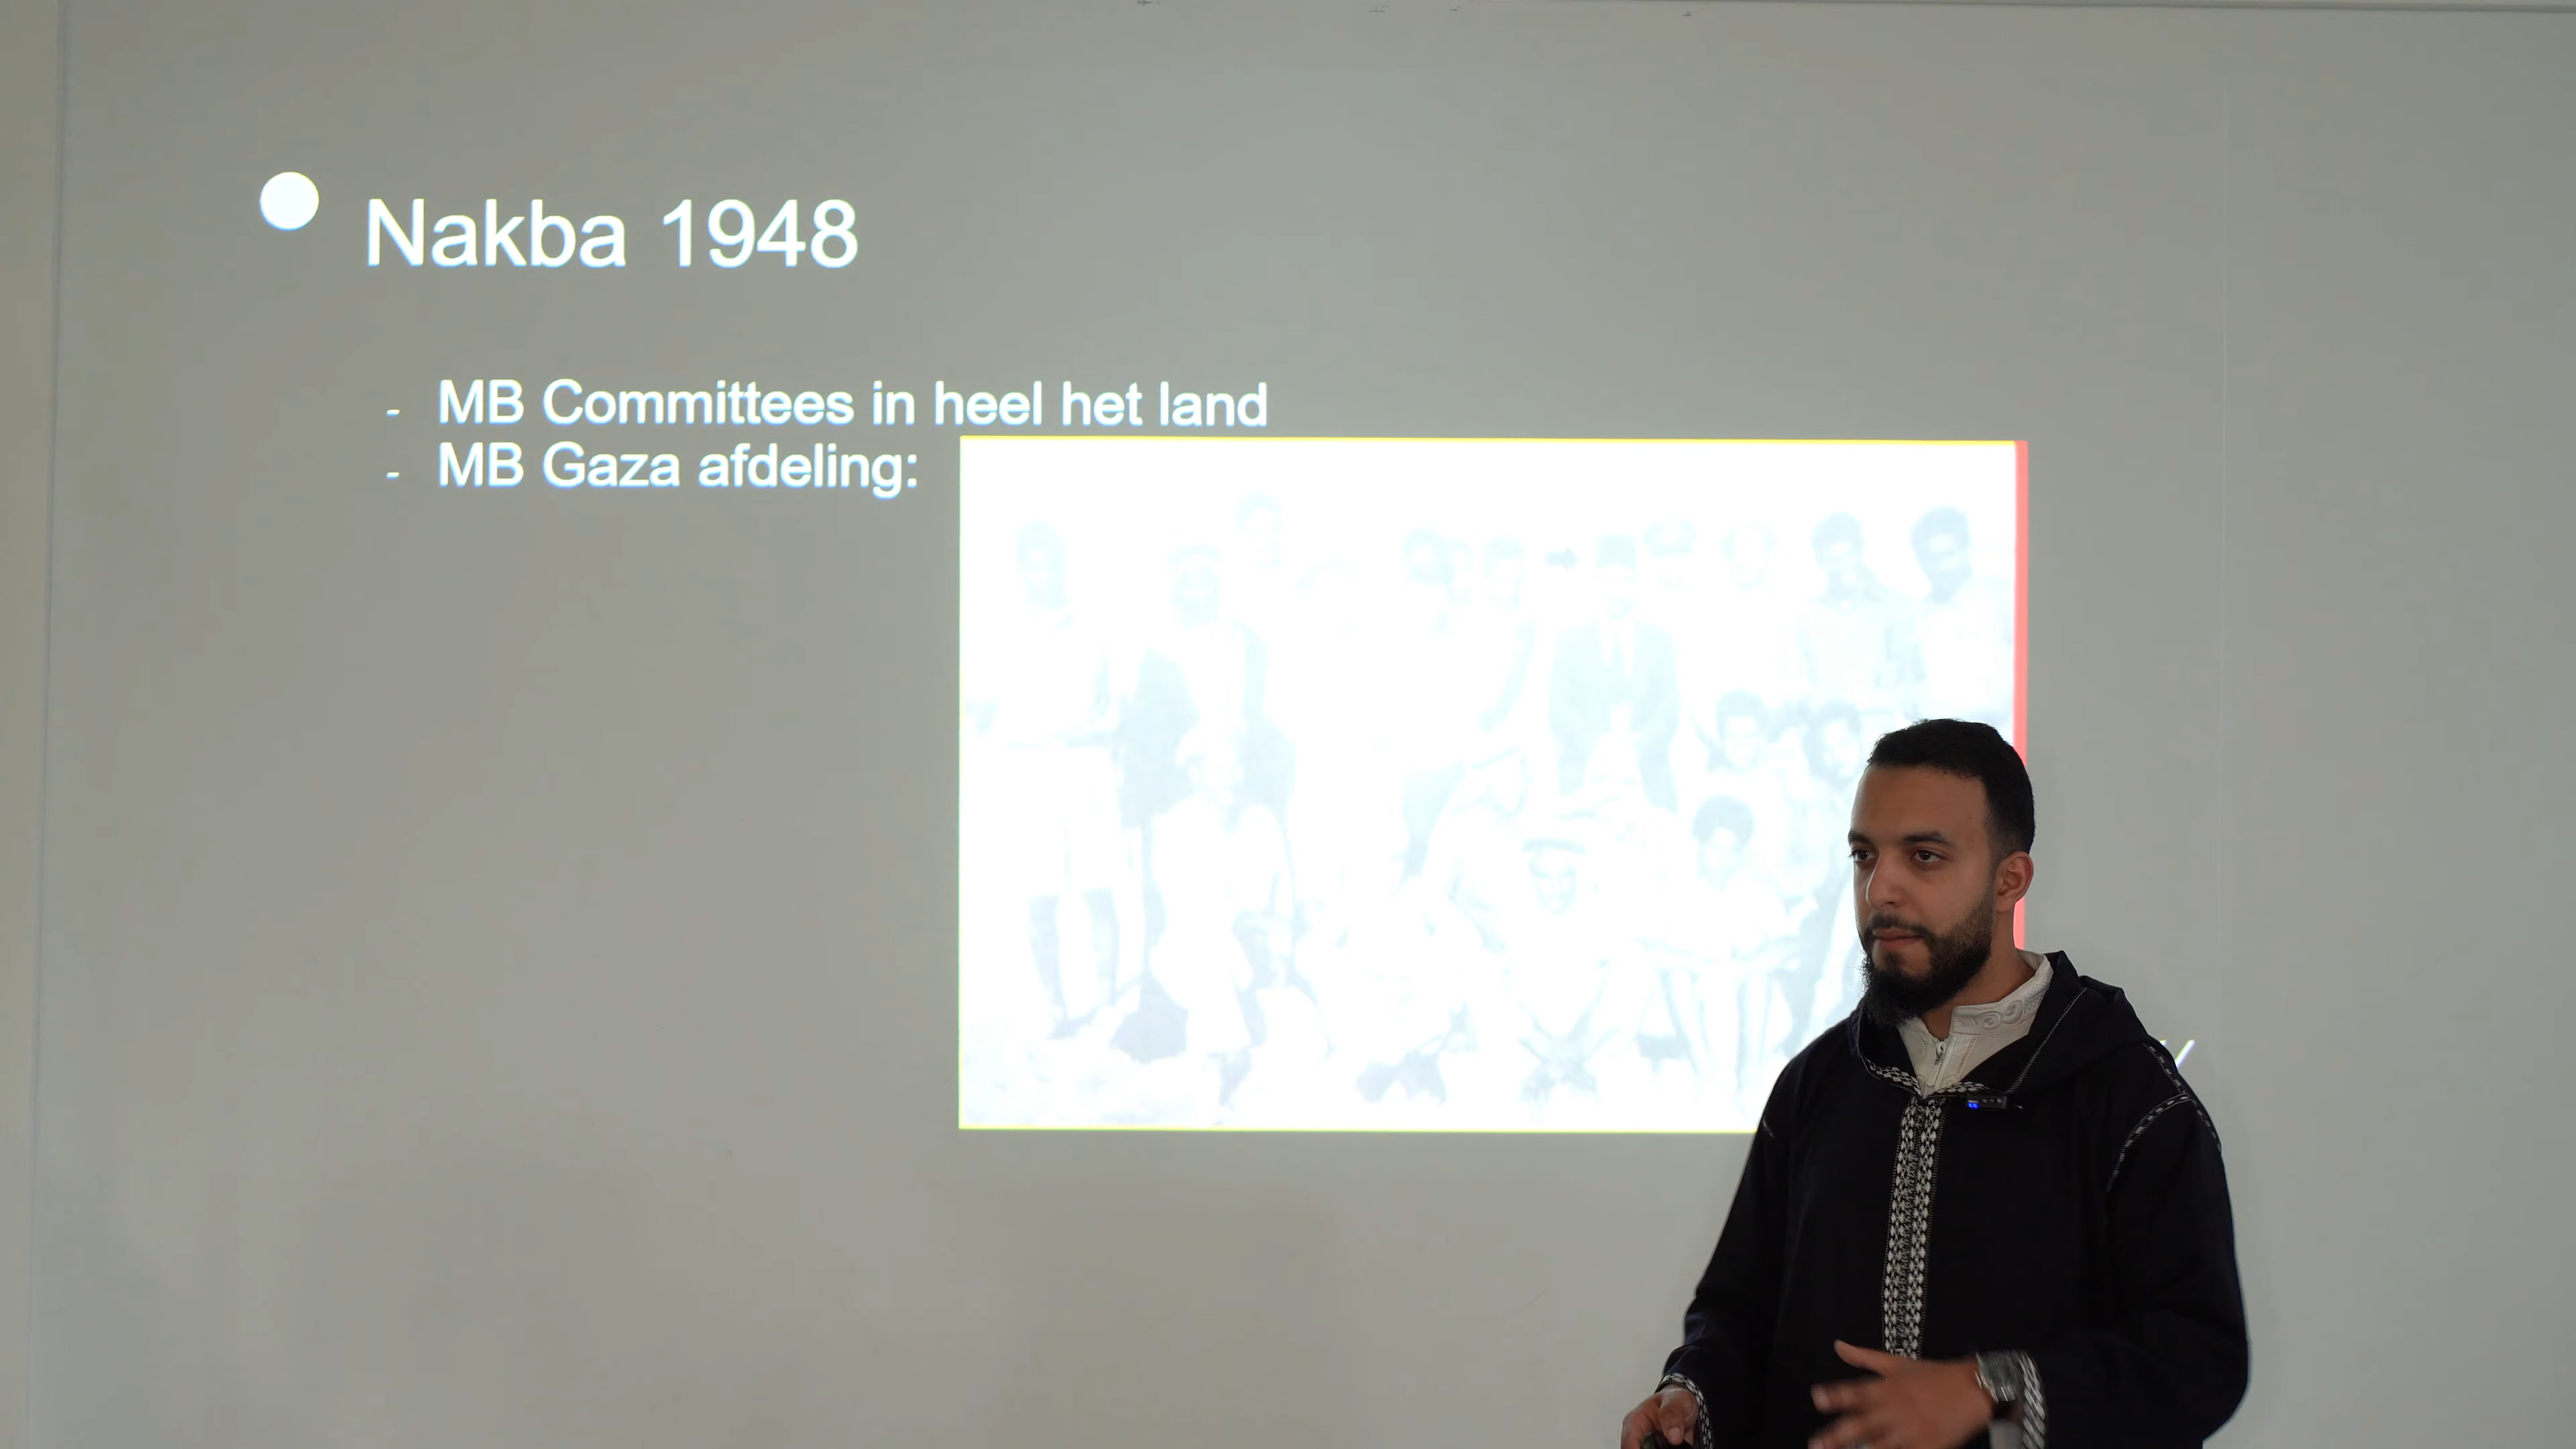 Nakba 1948
- MB Committees in heel het land
- MB Gaza afdeling: